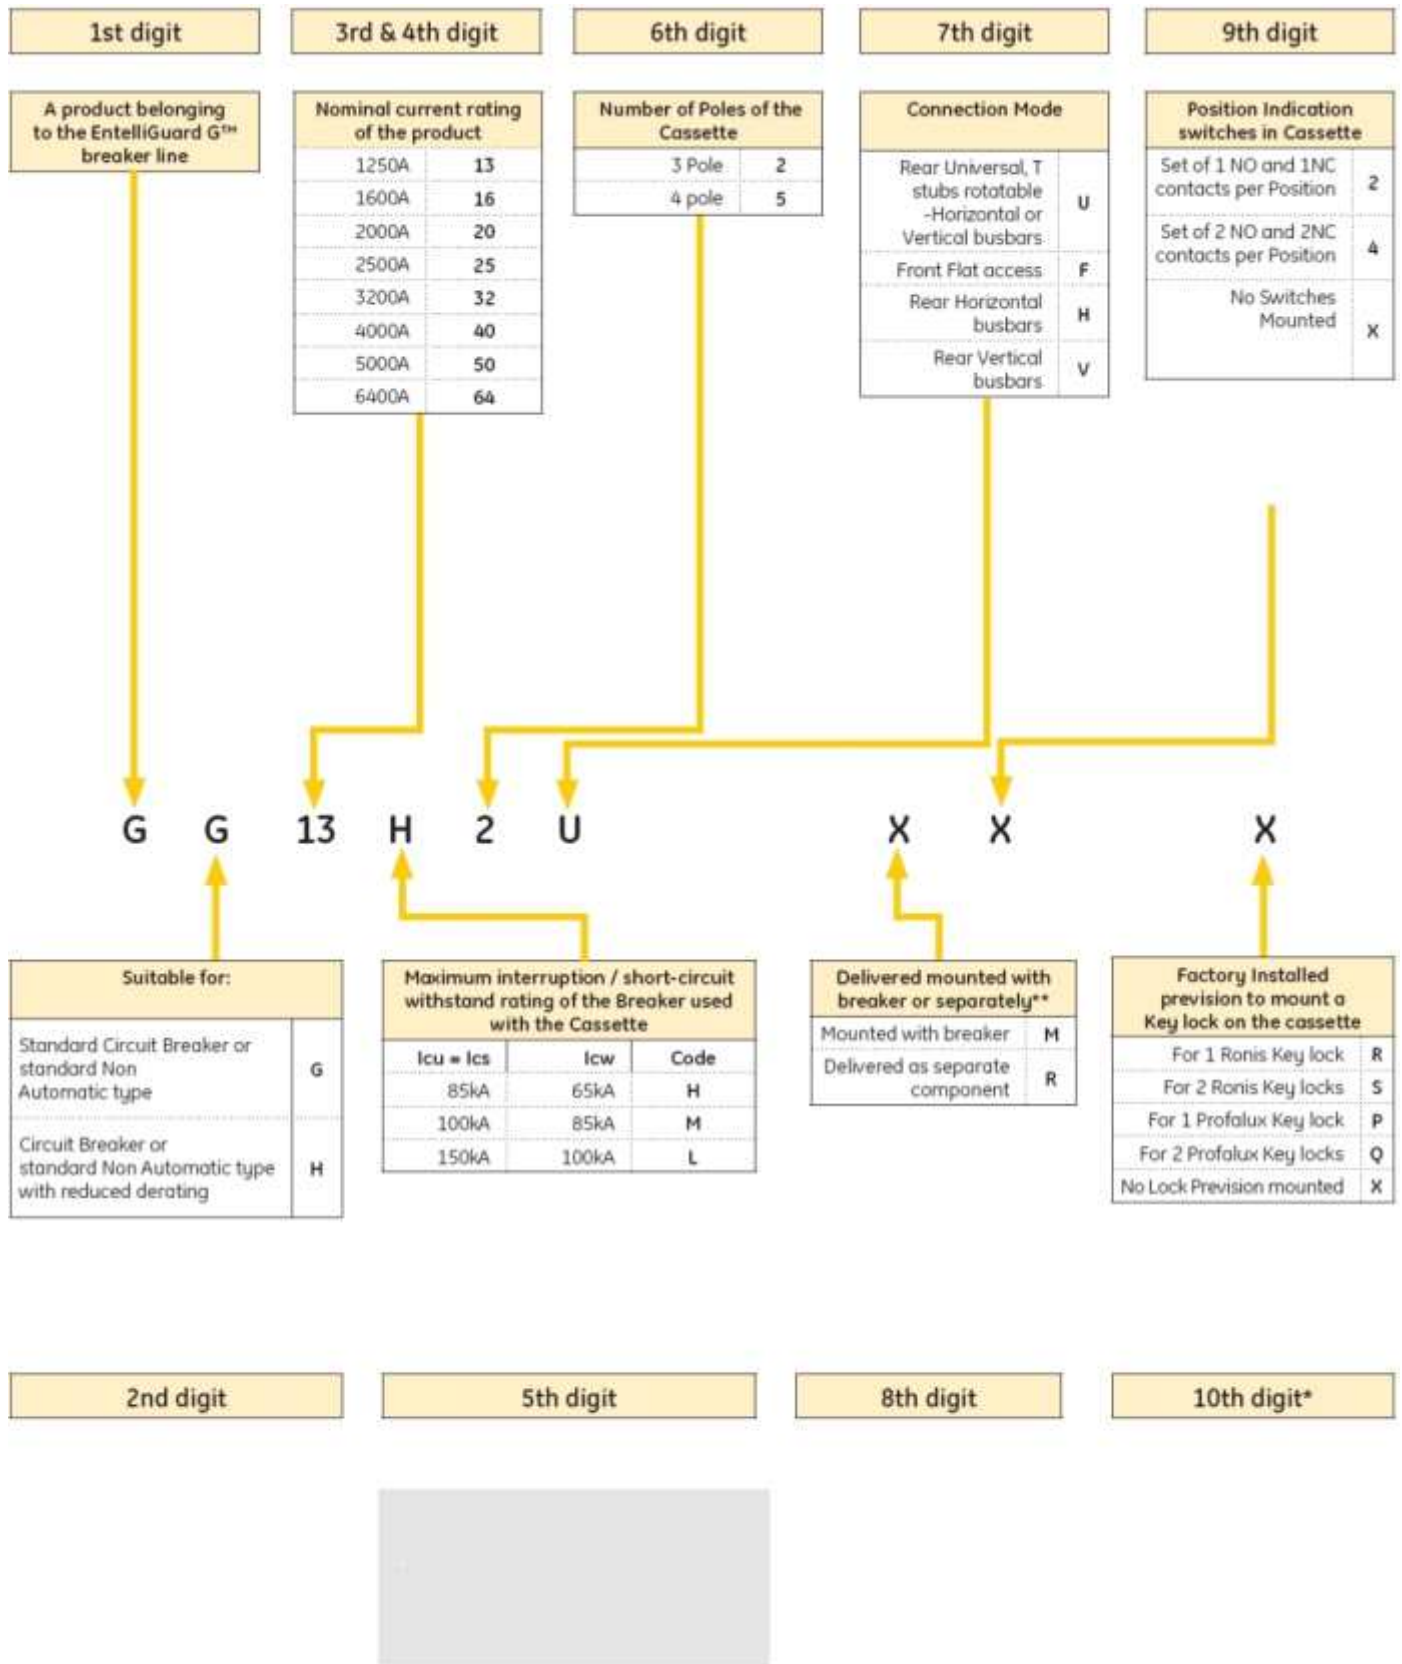 1st digit
3rd & 4th digit
6th digit
7th digit
9th digit
A product belonging
to the EntelliGuard G™
breaker line
Nominal current rating
of the product
1250A 13
1600A 16
2000A 20
2500A 25
3200A 32
4000A 40
5000A 50
6400A 64
Number of Poles of the
Cassette
3 Pole 2
4 pole 5
Connection Mode
Rear Universal, T
stubs rotatable
-Horizontal or
Vertical busbars
U
Front Flat access F
Rear Horizontal
busbars
H
Rear Vertical
busbars
V
Position Indication
switches in Cassette
Set of 1 NO and 1NC
contacts per Position
2
Set of 2 NO and 2NC
contacts per Position
4
No Switches
Mounted
X
G G 13 H 2 U X X X
Suitable for:
Standard Circuit Breaker or
standard Non
Automatic type
G
Circuit Breaker or
standard Non Automatic type
with reduced derating
H
Maximum interruption / short-circuit
withstand rating of the Breaker used
with the Cassette
Icu = Ics Icw Code
85kA 65kA H
100kA 85kA M
150kA 100kA L
Delivered mounted with
breaker or separately**
Mounted with breaker M
Delivered as separate
component
R
Factory Installed
prevision to mount a
Key lock on the cassette
For 1 Ronis Key lock R
For 2 Ronis Key locks S
For 1 Profalux Key lock P
For 2 Profalux Key locks Q
No Lock Prevision mounted X
2nd digit
5th digit
8th digit
10th digit*